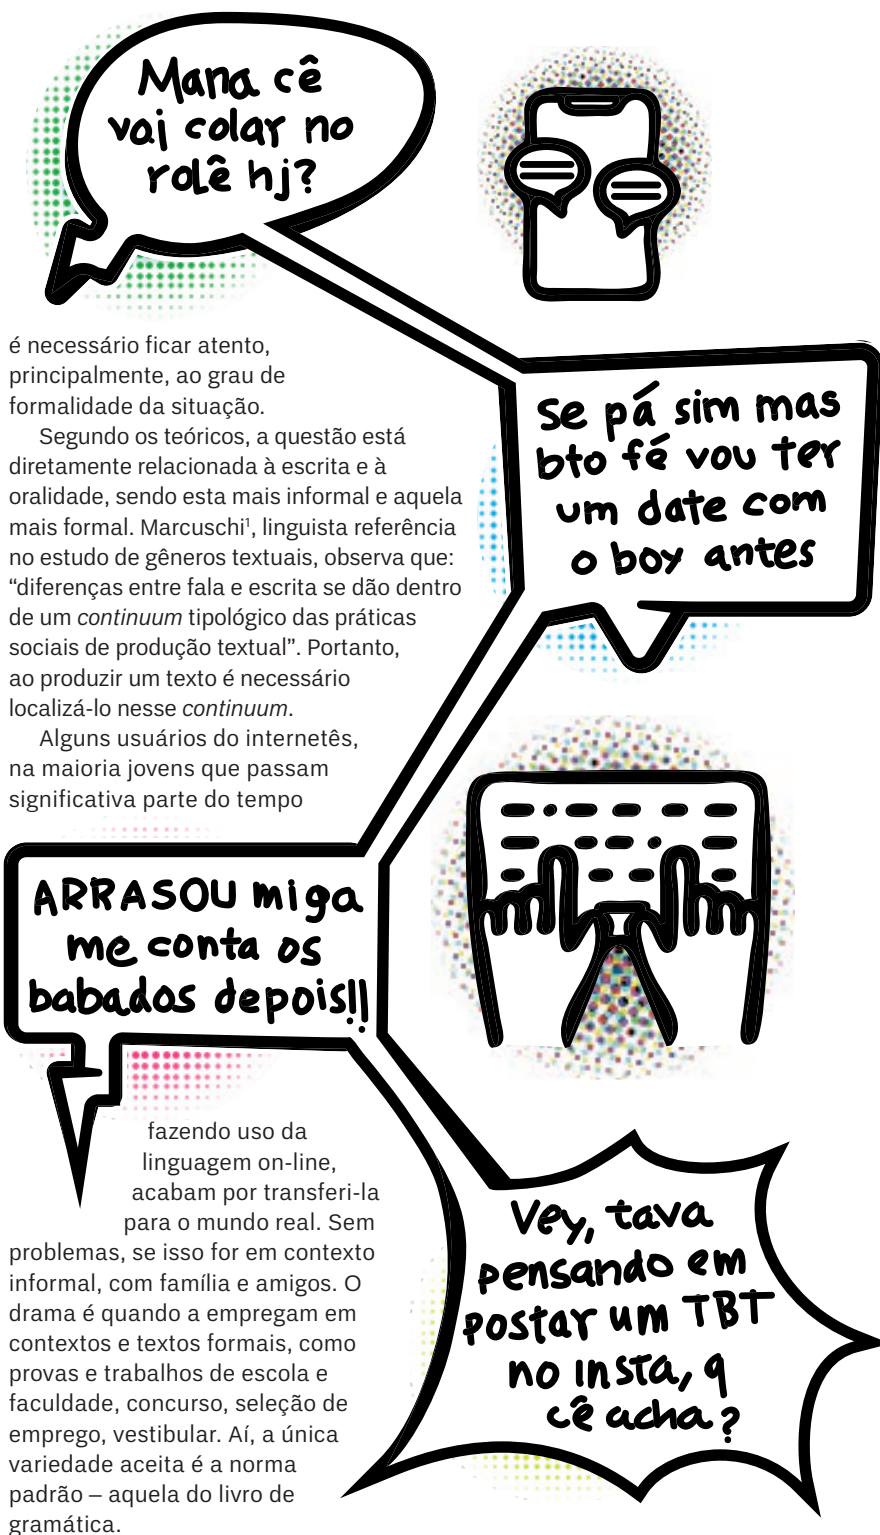 Mana cê
vai colar no
rolê hj?
é necessário ficar atento,
principalmente, ao grau de
formalidade da situação.
Segundo os teóricos, a questão está
diretamente relacionada à escrita e à
oralidade, sendo esta mais informal e aquela
mais formal. Marcuschi¹, linguista referência
no estudo de gêneros textuais, observa que:
“diferenças entre fala e escrita se dão dentro
de um continuum tipológico das práticas
sociais de produção textual”. Portanto,
ao produzir um texto é necessário
localizá-lo nesse continuum.
Se pá sim mas
bto fé vou ter
um date com
o boy antes
Alguns usuários do internetês,
na maioria jovens que passam
significativa parte do tempo
ARRASOU miga
me conta os
babados depois!!
fazendo uso da
linguagem on-line,
acabam por transferi-la
para o mundo real. Sem
problemas, se isso for em contexto
informal, com família e amigos. O
drama é quando a empregam em
contextos e textos formais, como
provas e trabalhos de escola e
faculdade, concurso, seleção de
emprego, vestibular. Aí, a única
variedade aceita é a norma
padrão – aquela do livro de
gramática.
Vey, tava
pensando em
postar um TBT
no insta, q
cê acha?